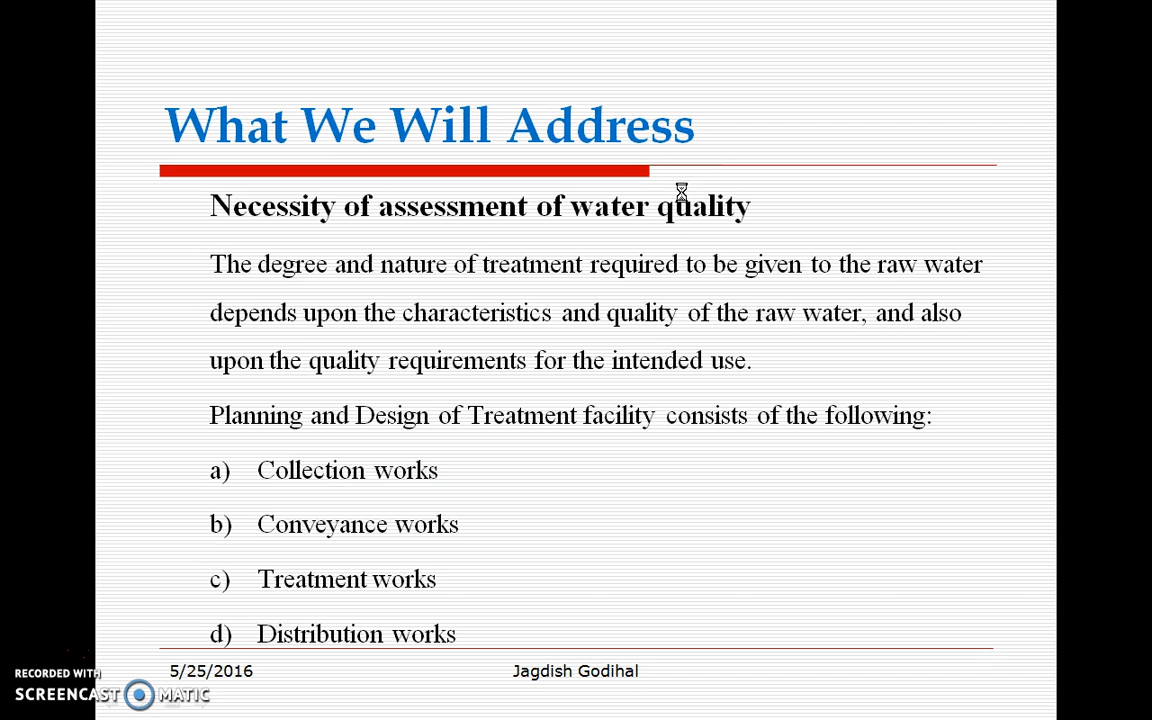 What We Will Address
Necessity of assessment of water quality
The degree and nature of treatment required to be given to the raw water
depends upon the characteristics and quality of the raw water, and also
upon the quality requirements for the intended use.
Planning and Design of Treatment facility consists of the following:
a) Collection works
b) Conveyance works
c) Treatment works
d) Distribution works
5/25/2016
Jagdish Godihal
RECORDED WITH
SCREENCAST MATIC